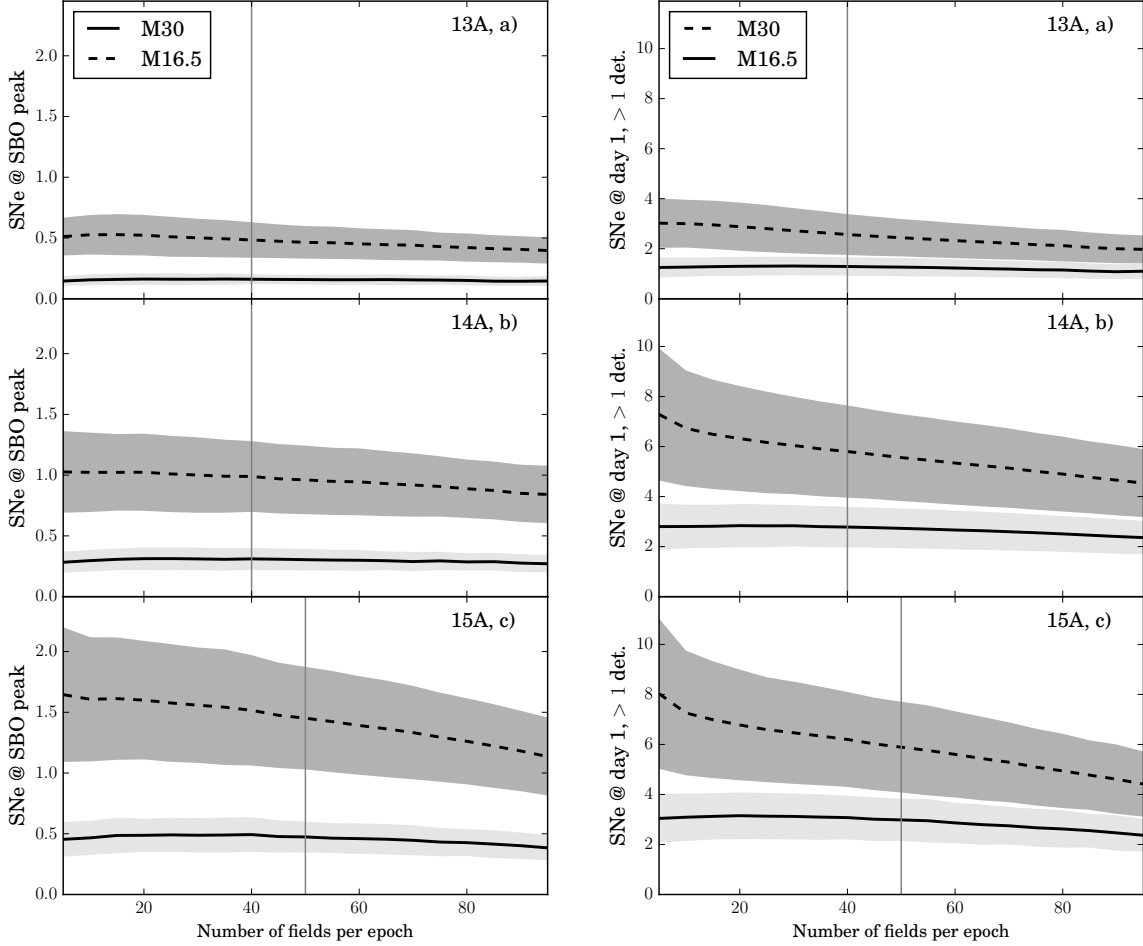 M30
M16.5
13A, a)
SNe @ SBO peak
2.0
1.5
1.0
0.5
0.0
14A, b)
SNe @ SBO peak
2.0
1.5
1.0
0.5
0.0
15A, c)
SNe @ SBO peak
2.0
1.5
1.0
0.5
0.0
20 40 60 80
Number of fields per epoch
M30
M16.5
13A, a)
SNe @ day 1, > 1 det.
10
8
6
4
2
0
14A, b)
SNe @ day 1, > 1 det.
10
8
6
4
2
0
15A, c)
SNe @ day 1, > 1 det.
10
8
6
4
2
0
20 40 60 80
Number of fields per epoch